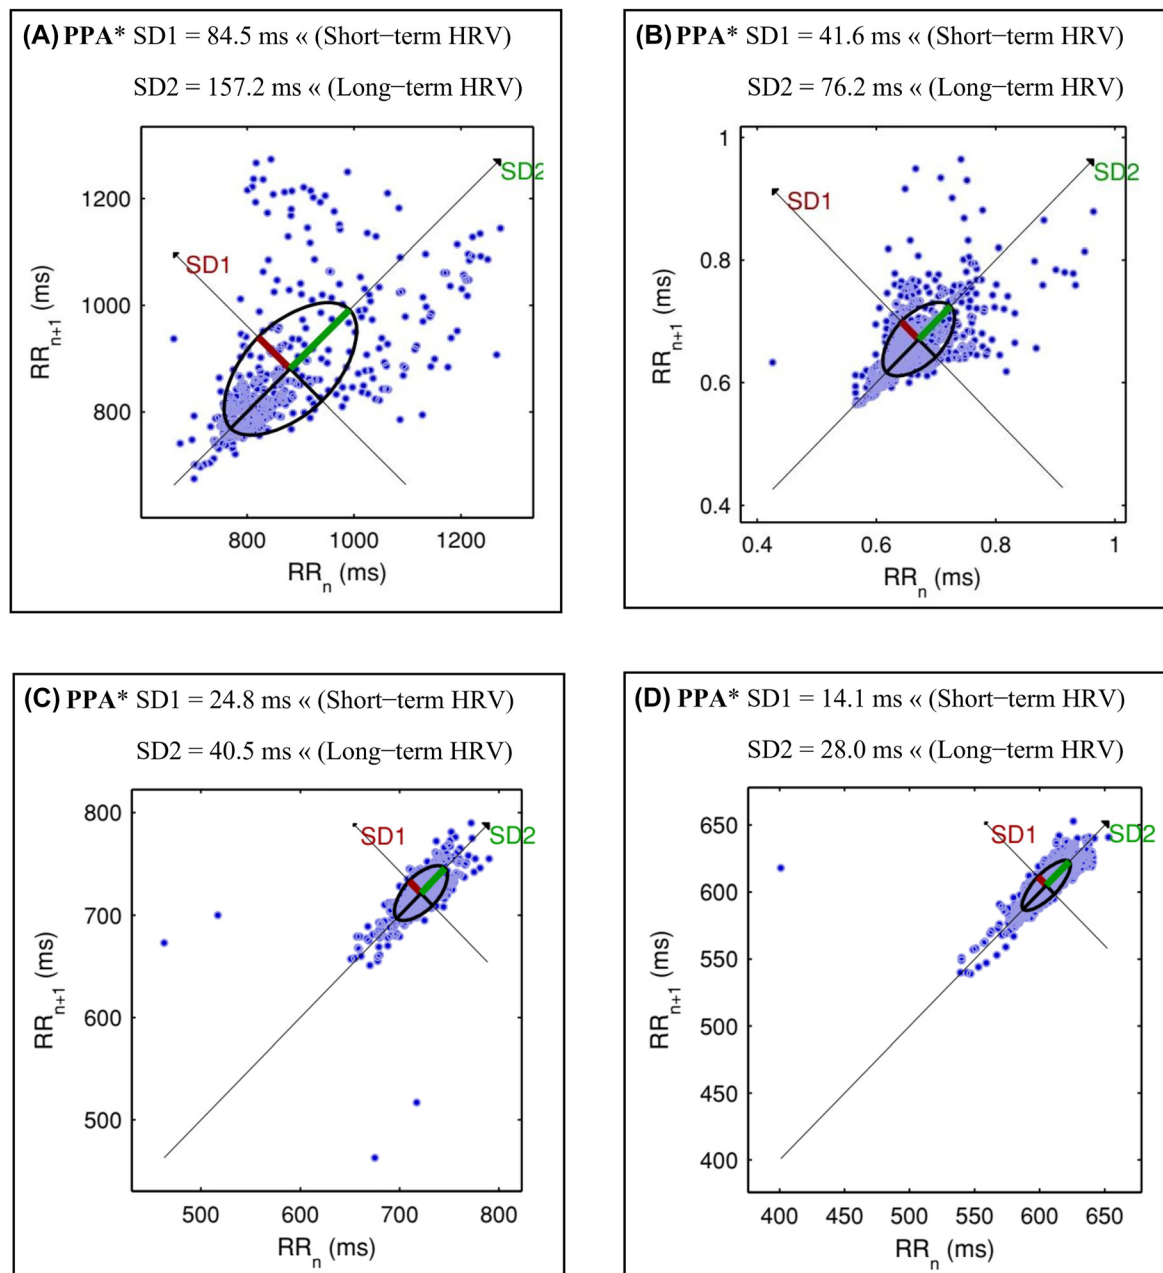 (A) PPA* SD1 = 84.5 ms « (Short−term HRV)
SD2 = 157.2 ms « (Long−term HRV)
SD2
SD1
1200
1000
800
RRn+1 (ms)
800 1000 1200
RRn (ms)
(B) PPA* SD1 = 41.6 ms « (Short−term HRV)
SD2 = 76.2 ms « (Long−term HRV)
SD2
SD1
1
0.8
0.6
0.4
RRn+1 (ms)
0.4 0.6 0.8 1
RRn (ms)
(C) PPA* SD1 = 24.8 ms « (Short−term HRV)
SD2 = 40.5 ms « (Long−term HRV)
SD1 SD2
800
700
600
500
RRn+1 (ms)
500 600 700 800
RRn (ms)
(D) PPA* SD1 = 14.1 ms « (Short−term HRV)
SD2 = 28.0 ms « (Long−term HRV)
SD1 SD2
650
600
550
500
450
400
RRn+1 (ms)
400 450 500 550 600 650
RRn (ms)